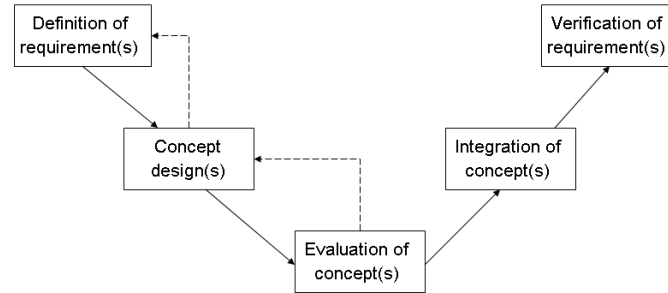 Definition of
requirement(s)
Verification of
requirement(s)
Concept
design(s)
Integration of
concept(s)
Evaluation of
concept(s)